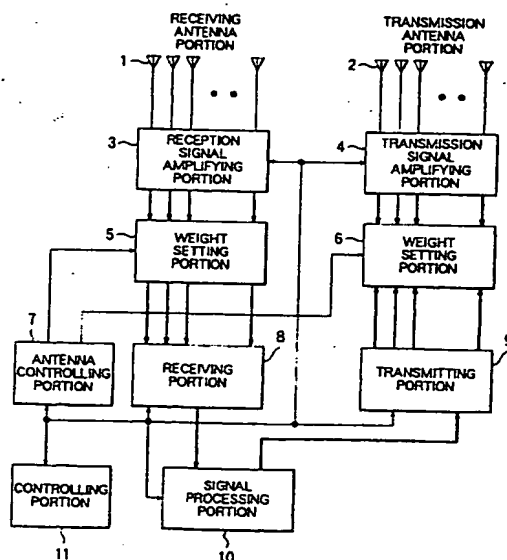 RECEIVING
ANTENNA
PORTION
TRANSMISSION
ANTENNA
PORTION
1
2
3
RECEPTION
SIGNAL
AMPLIFYING
PORTION
4
TRANSMISSION
SIGNAL
AMPLIFYING
PORTION
5
WEIGHT
SETTING
PORTION
6
WEIGHT
SETTING
PORTION
7
ANTENNA
CONTROLLING
PORTION
8
RECEIVING
PORTION
9
TRANSMITTING
PORTION
CONTROLLING
PORTION
11
SIGNAL
PROCESSING
PORTION
10